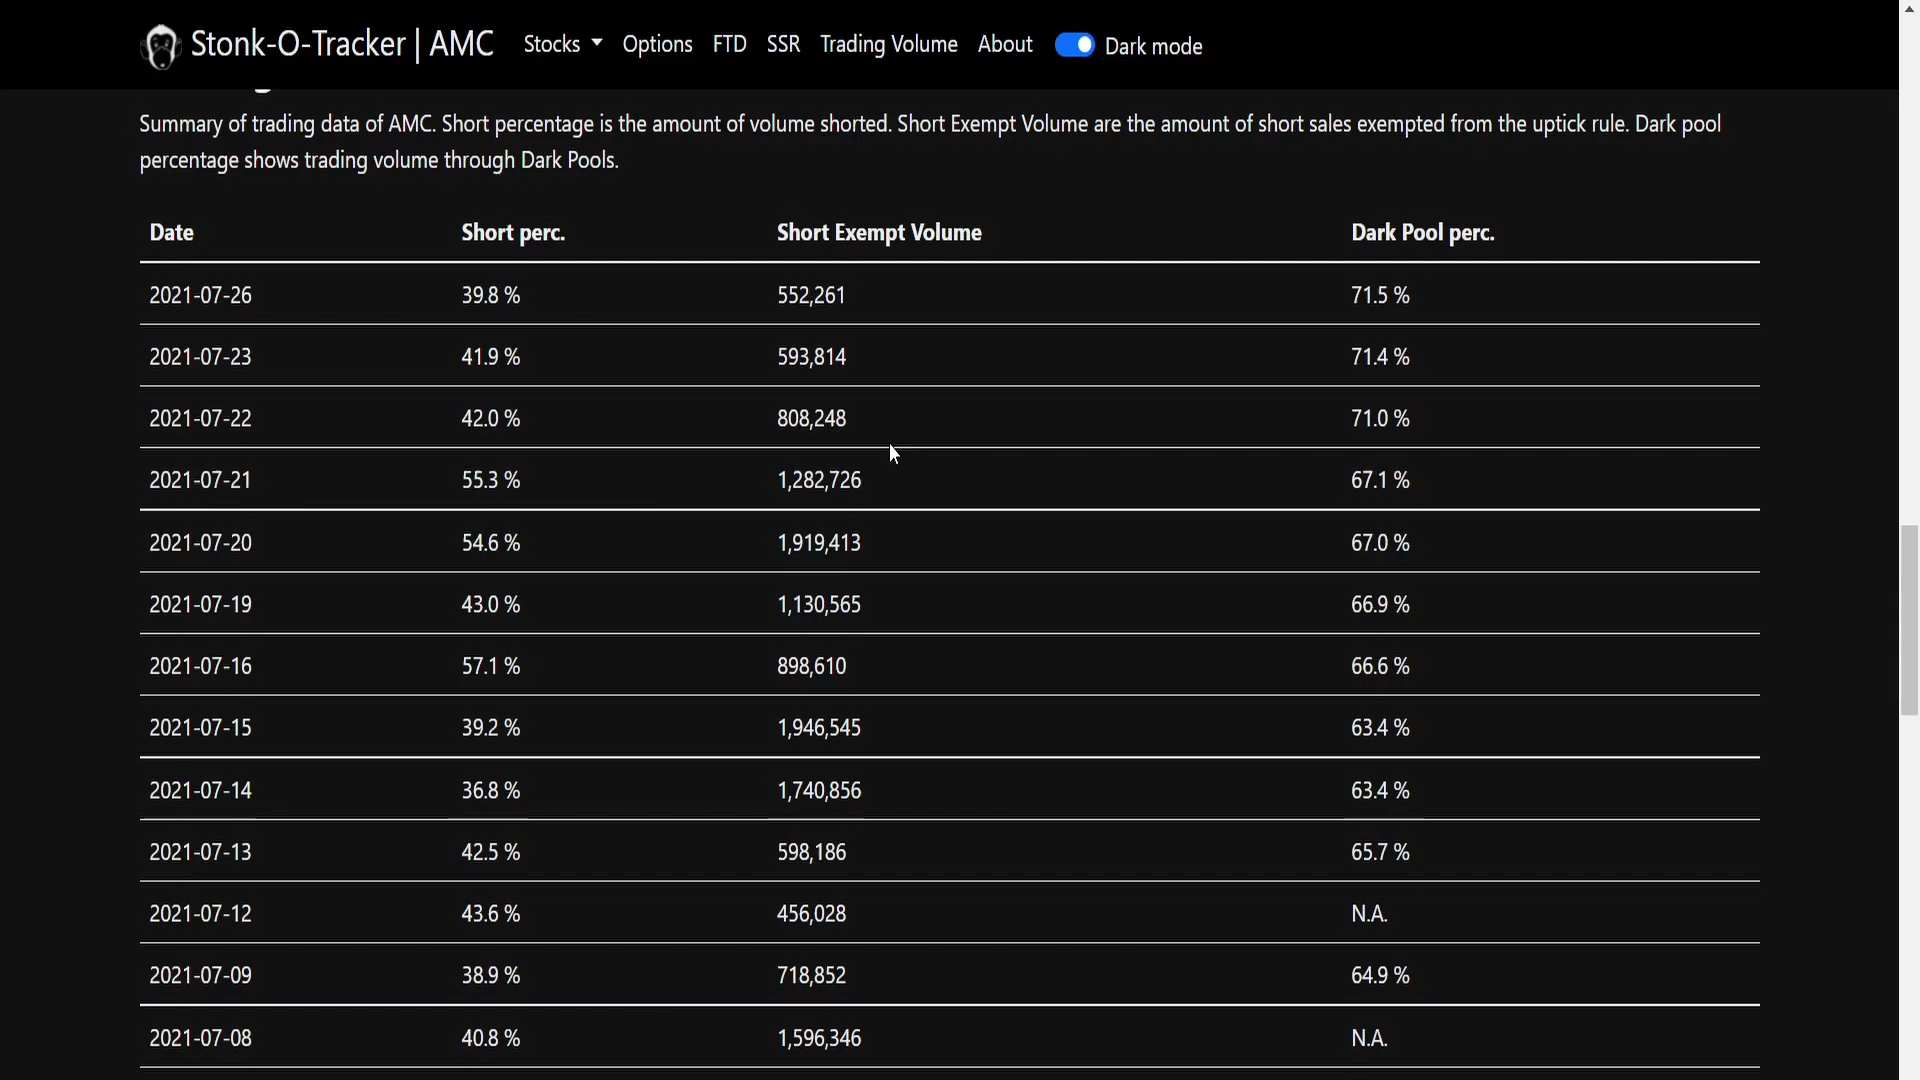 Stonk-O-Tracker | AMC Stocks Options FTD SSR Trading Volume About Dark mode
Summary of trading data of AMC. Short percentage is the amount of volume shorted. Short Exempt Volume are the amount of short sales exempted from the uptick rule. Dark pool
percentage shows trading volume through Dark Pools.
Date Short perc. Short Exempt Volume Dark Pool perc.
2021-07-26 39.8 % 552,261 71.5 %
2021-07-23 41.9 % 593,814 71.4 %
2021-07-22 42.0 % 808,248 71.0 %
2021-07-21 55.3 % 1,282,726 67.1 %
2021-07-20 54.6 % 1,919,413 67.0 %
2021-07-19 43.0 % 1,130,565 66.9 %
2021-07-16 57.1 % 898,610 66.6 %
2021-07-15 39.2 % 1,946,545 63.4 %
2021-07-14 36.8 % 1,740,856 63.4 %
2021-07-13 42.5 % 598,186 65.7 %
2021-07-12 43.6 % 456,028 N.A.
2021-07-09 38.9 % 718,852 64.9 %
2021-07-08 40.8 % 1,596,346 N.A.